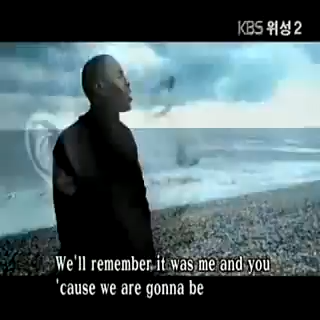 KBS 위성 2
We'll remember it was me and you
'cause we are gonna be